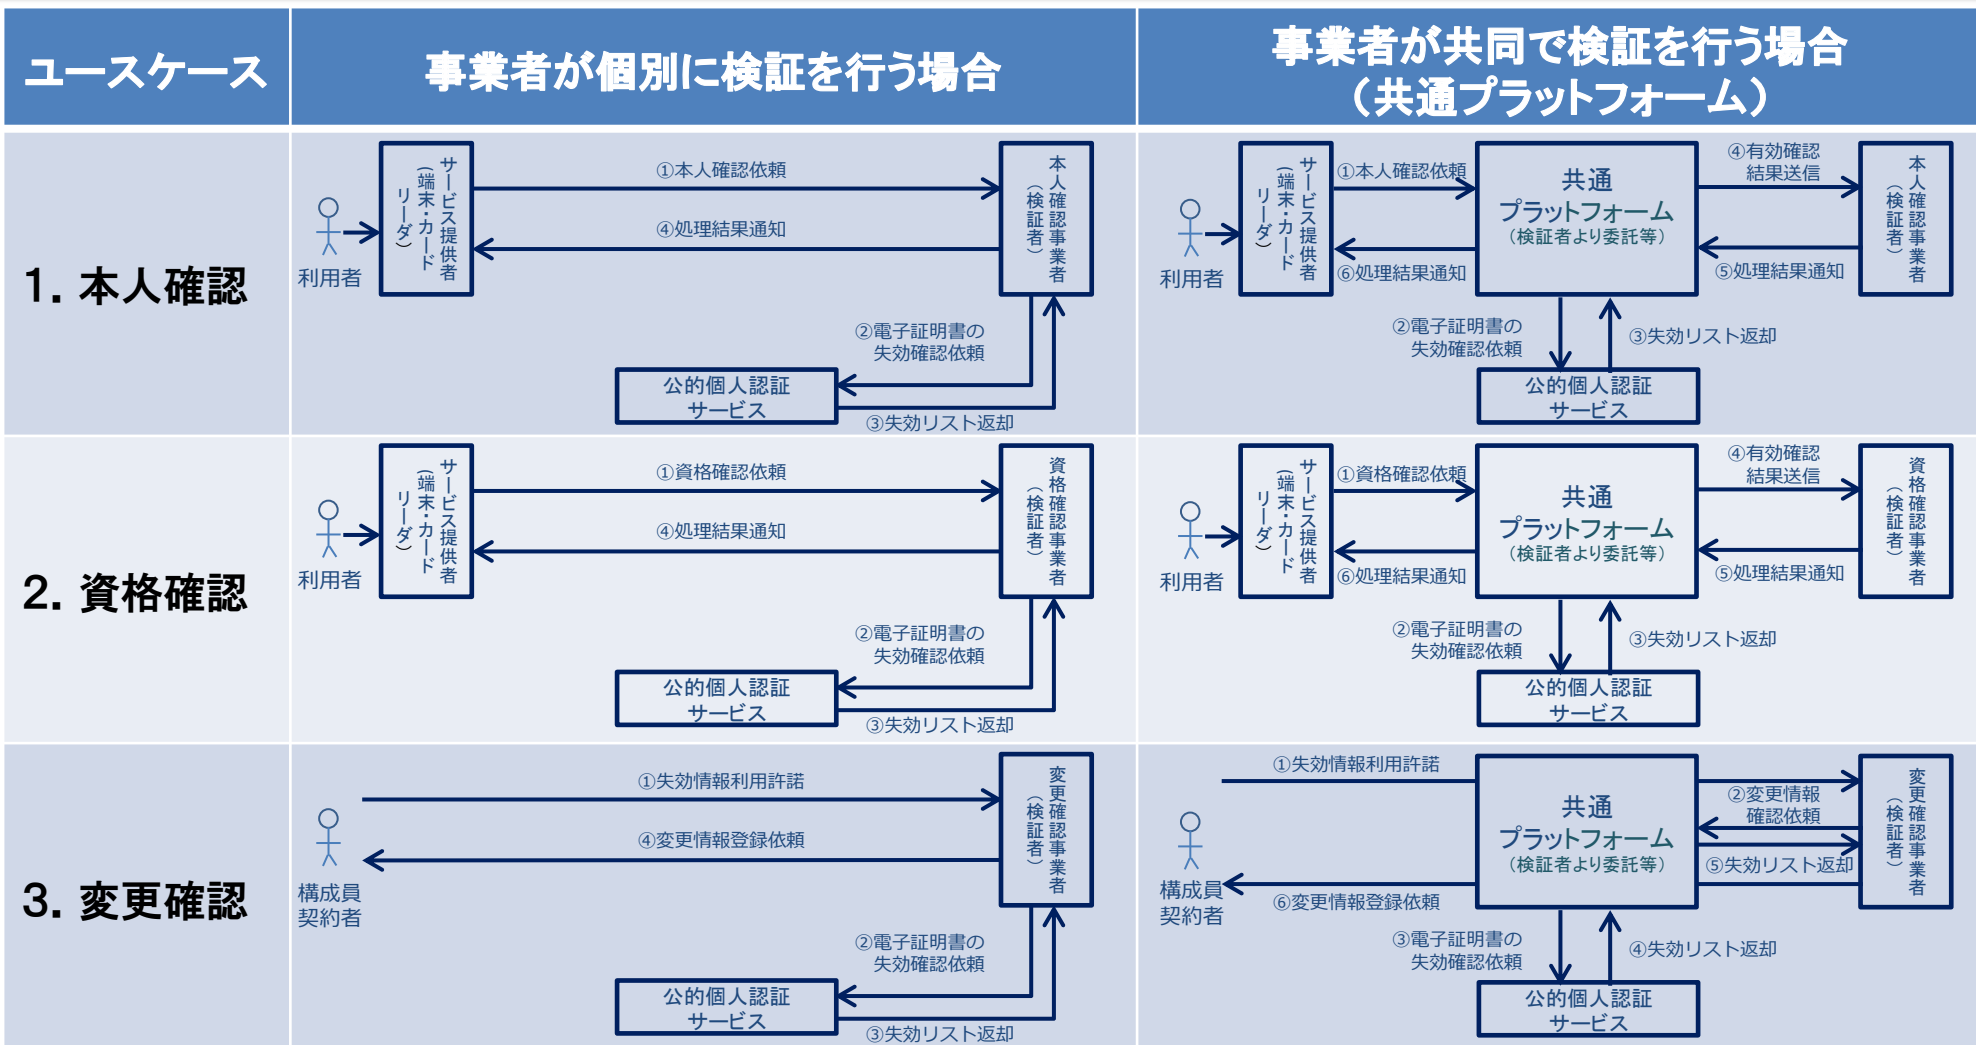 ユースケース
事業者が個別に検証を行う場合
事業者が共同で検証を行う場合
（共通プラットフォーム）
1. 本人確認
利用者
サービス提供者
（端末・カード
リーダ）
①本人確認依頼
④処理結果通知
本人確認事業者
（検証者）
②電子証明書の
失効確認依頼
公的個人認証
サービス
③失効リスト返却
利用者
サービス提供者
（端末・カード
リーダ）
①本人確認依頼
⑥処理結果通知
共通
プラットフォーム
（検証者より委託等）
④有効確認
結果送信
⑤処理結果通知
本人確認事業者
（検証者）
②電子証明書の
失効確認依頼
③失効リスト返却
公的個人認証
サービス
2. 資格確認
利用者
サービス提供者
（端末・カード
リーダ）
①資格確認依頼
④処理結果通知
資格確認事業者
（検証者）
②電子証明書の
失効確認依頼
公的個人認証
サービス
③失効リスト返却
利用者
サービス提供者
（端末・カード
リーダ）
①資格確認依頼
⑥処理結果通知
共通
プラットフォーム
（検証者より委託等）
④有効確認
結果送信
⑤処理結果通知
資格確認事業者
（検証者）
②電子証明書の
失効確認依頼
③失効リスト返却
公的個人認証
サービス
3. 変更確認
構成員
契約者
①失効情報利用許諾
④変更情報登録依頼
変更確認事業者
（検証者）
②電子証明書の
失効確認依頼
公的個人認証
サービス
③失効リスト返却
構成員
契約者
①失効情報利用許諾
⑥変更情報登録依頼
共通
プラットフォーム
（検証者より委託等）
②変更情報
確認依頼
⑤失効リスト返却
変更確認事業者
（検証者）
③電子証明書の
失効確認依頼
④失効リスト返却
公的個人認証
サービス